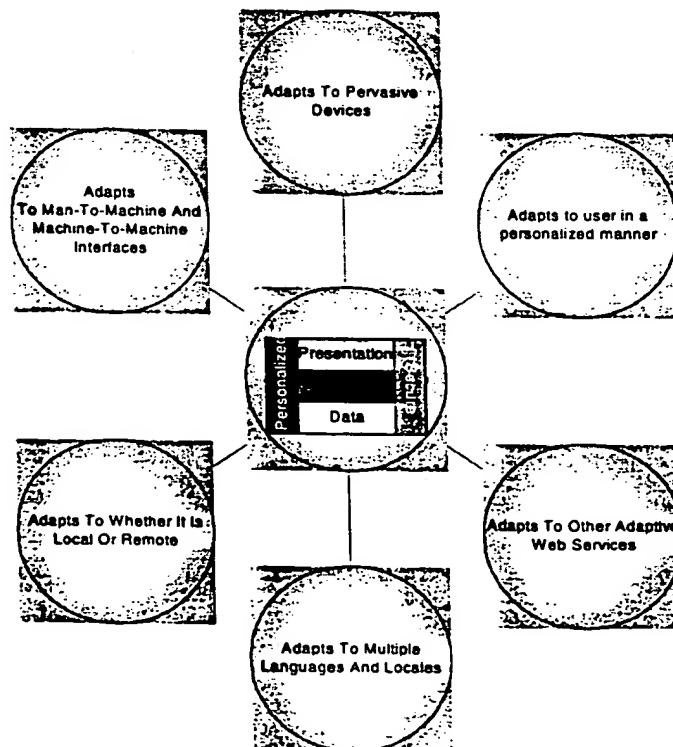 Adapts To Pervasive
Devices
Adapts
To Man-To-Machine And
Machine-To-Machine
Interfaces
Adapts to user in a
personalized manner
Personalized
Presentation
Data
Adapts To Whether It Is
Local Or Remote
Adapts To Other Adaptive
Web Services
Adapts To Multiple
Languages And Locales